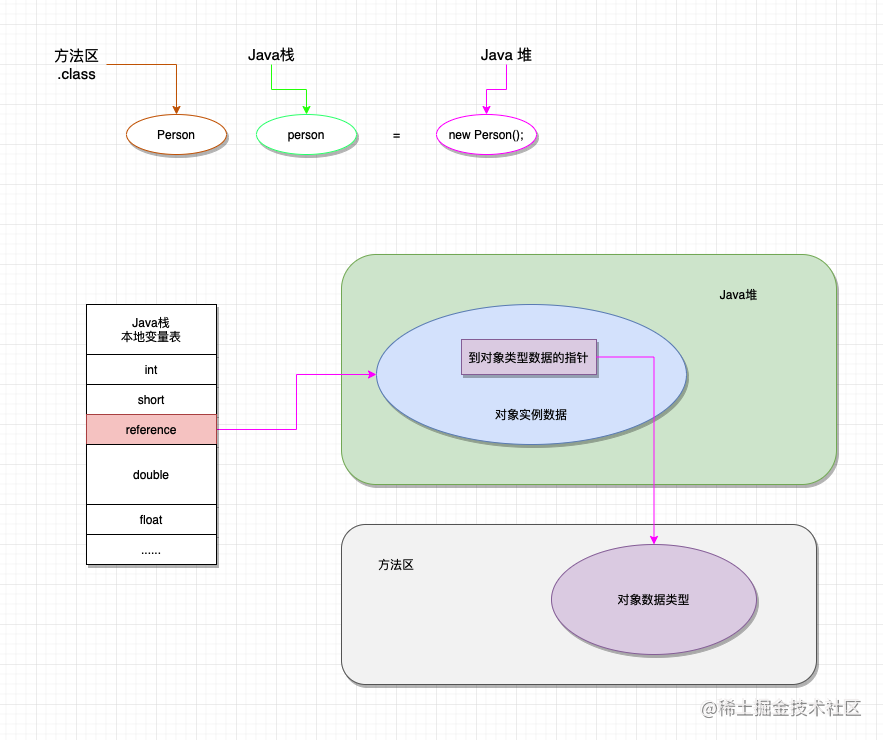 方法区
.class
Java栈
Java 堆
Person
person
=
new Person();
Java堆
Java栈
本地变量表
int
short
reference
double
float
......
到对象类型数据的指针
对象实例数据
方法区
对象数据类型
@稀土掘金技术社区